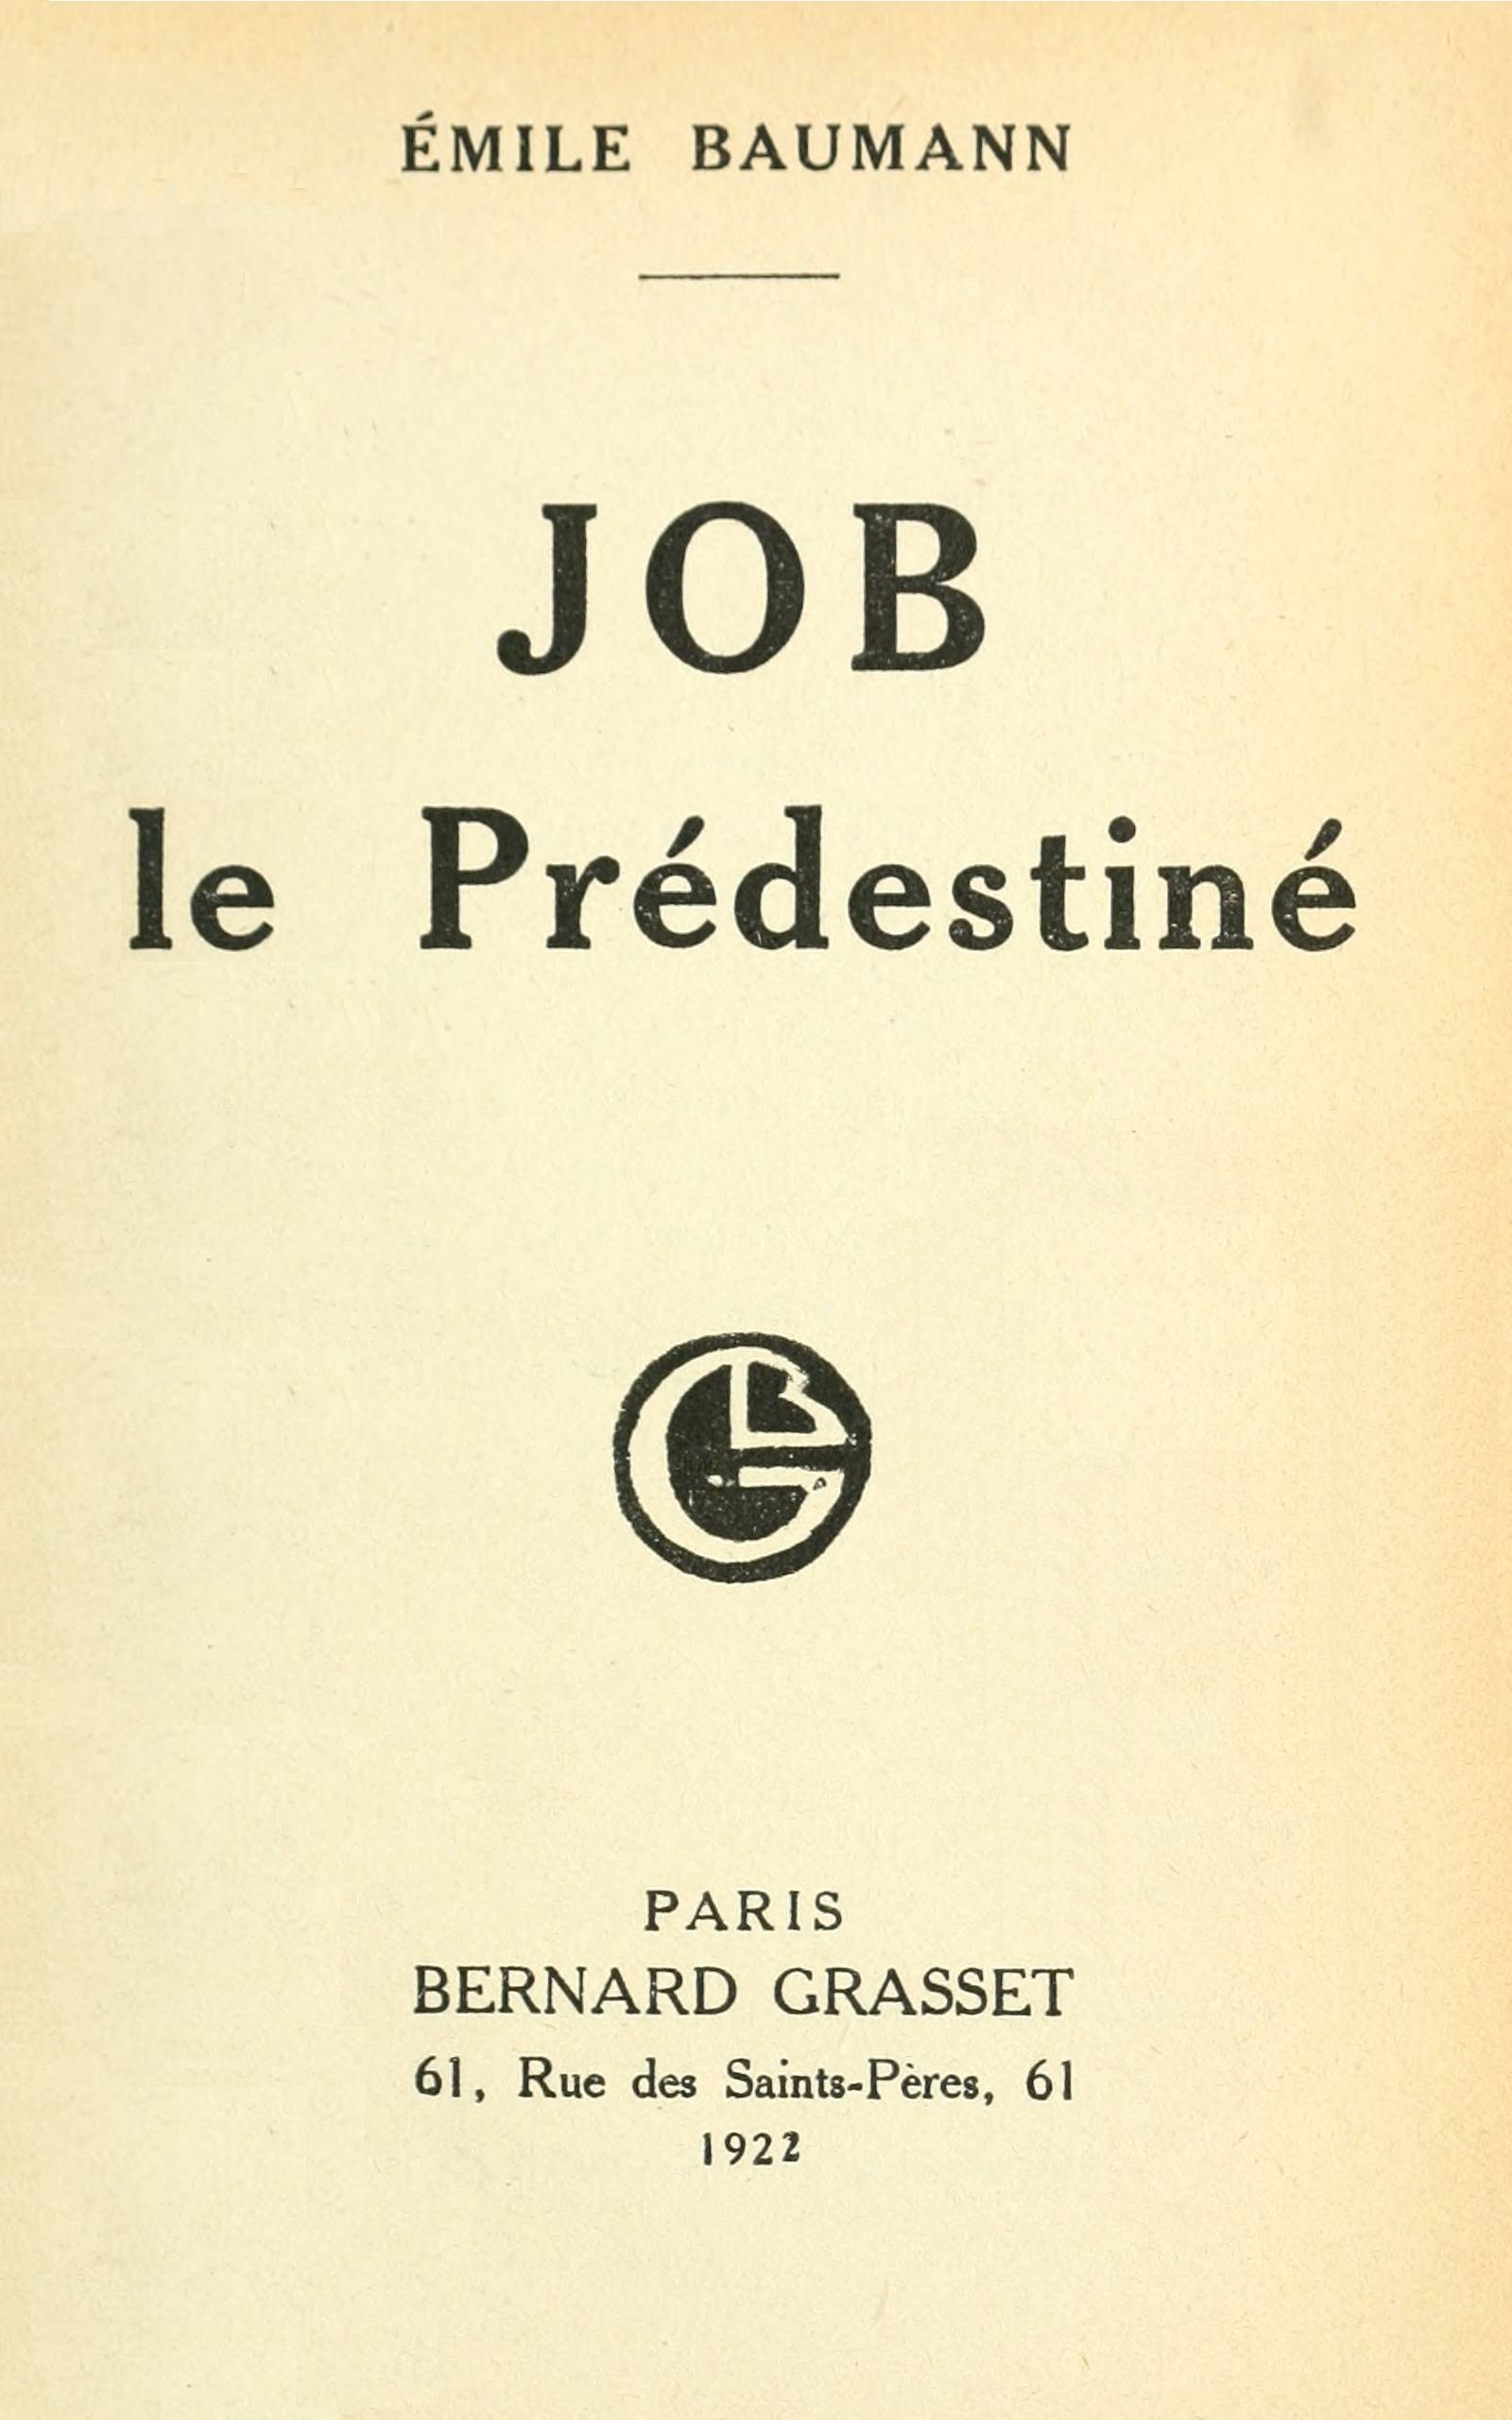 ÉMILE BAUMANN
JOB
le Prédestiné
PARIS
BERNARD GRASSET
61, Rue des Saints-Pères, 61
1922